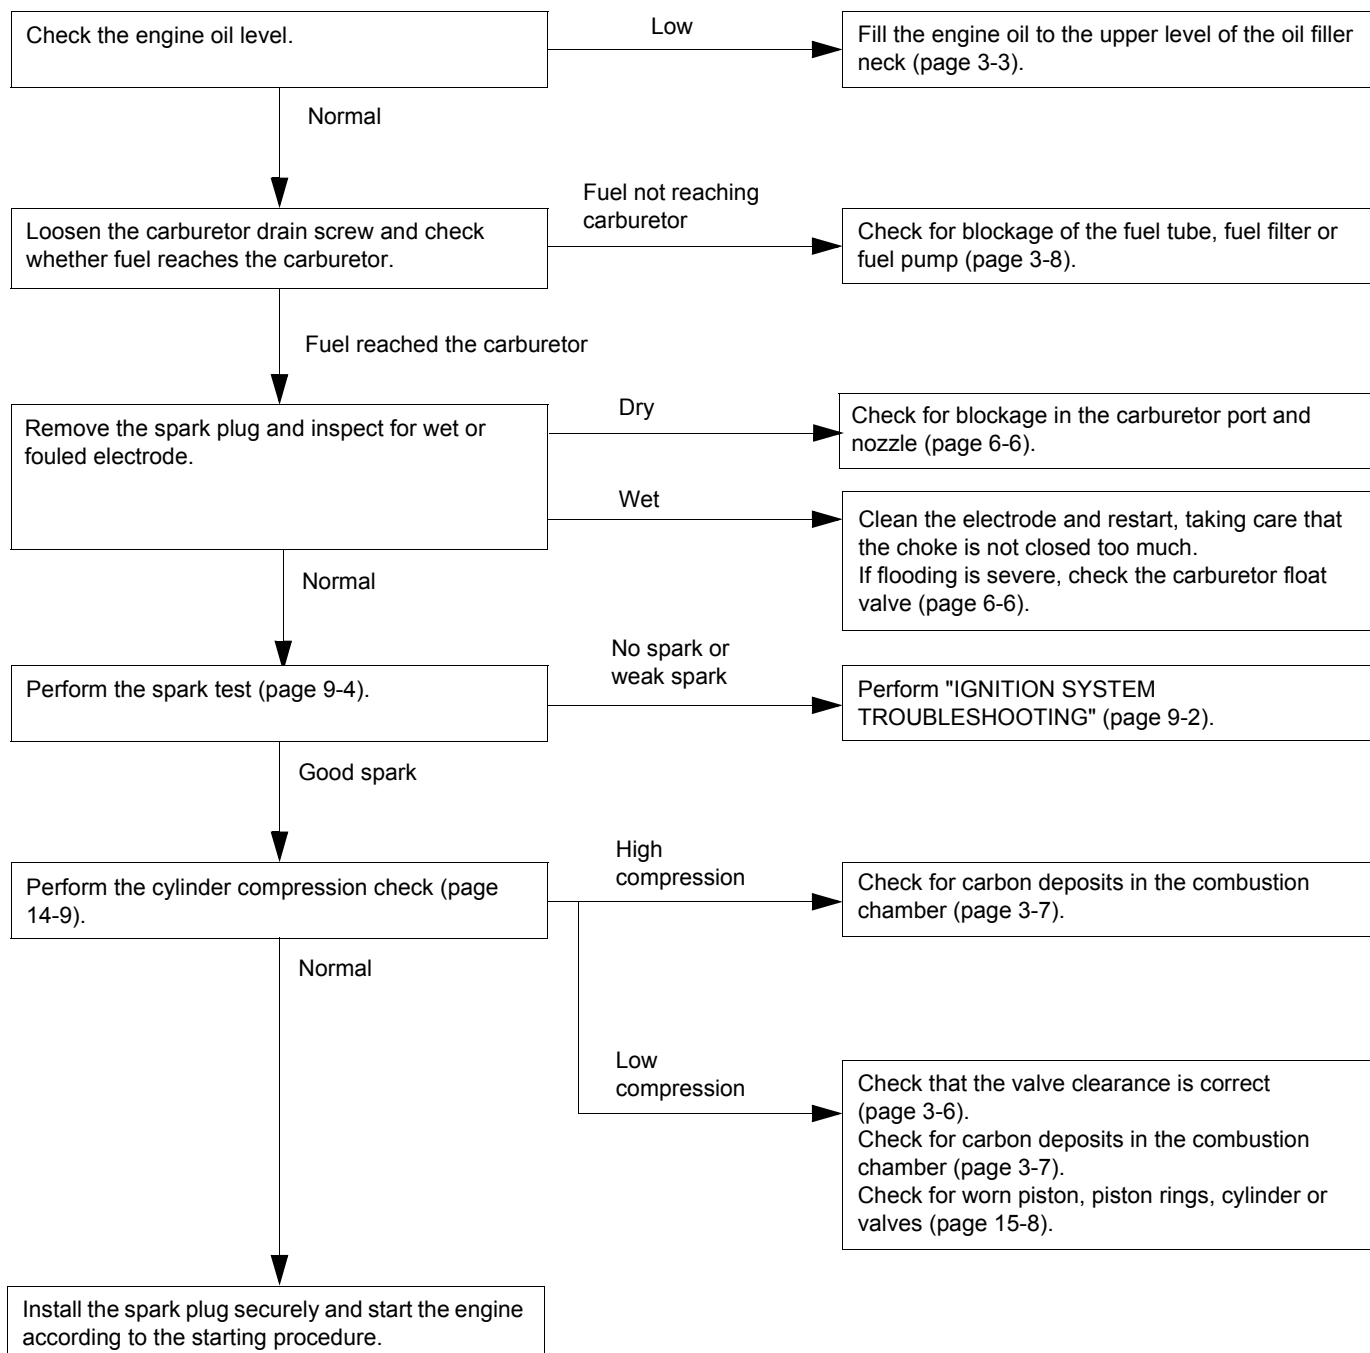 Check the engine oil level.
Low
Fill the engine oil to the upper level of the oil filler
neck (page 3-3).
Normal
Loosen the carburetor drain screw and check
whether fuel reaches the carburetor.
Fuel not reaching
carburetor
Check for blockage of the fuel tube, fuel filter or
fuel pump (page 3-8).
Fuel reached the carburetor
Remove the spark plug and inspect for wet or
fouled electrode.
Dry
Check for blockage in the carburetor port and
nozzle (page 6-6).
Wet
Clean the electrode and restart, taking care that
the choke is not closed too much.
If flooding is severe, check the carburetor float
valve (page 6-6).
Normal
Perform the spark test (page 9-4).
No spark or
weak spark
Perform "IGNITION SYSTEM
TROUBLESHOOTING" (page 9-2).
Good spark
Perform the cylinder compression check (page
14-9).
High
compression
Check for carbon deposits in the combustion
chamber (page 3-7).
Normal
Low
compression
Check that the valve clearance is correct
(page 3-6).
Check for carbon deposits in the combustion
chamber (page 3-7).
Check for worn piston, piston rings, cylinder or
valves (page 15-8).
Install the spark plug securely and start the engine
according to the starting procedure.